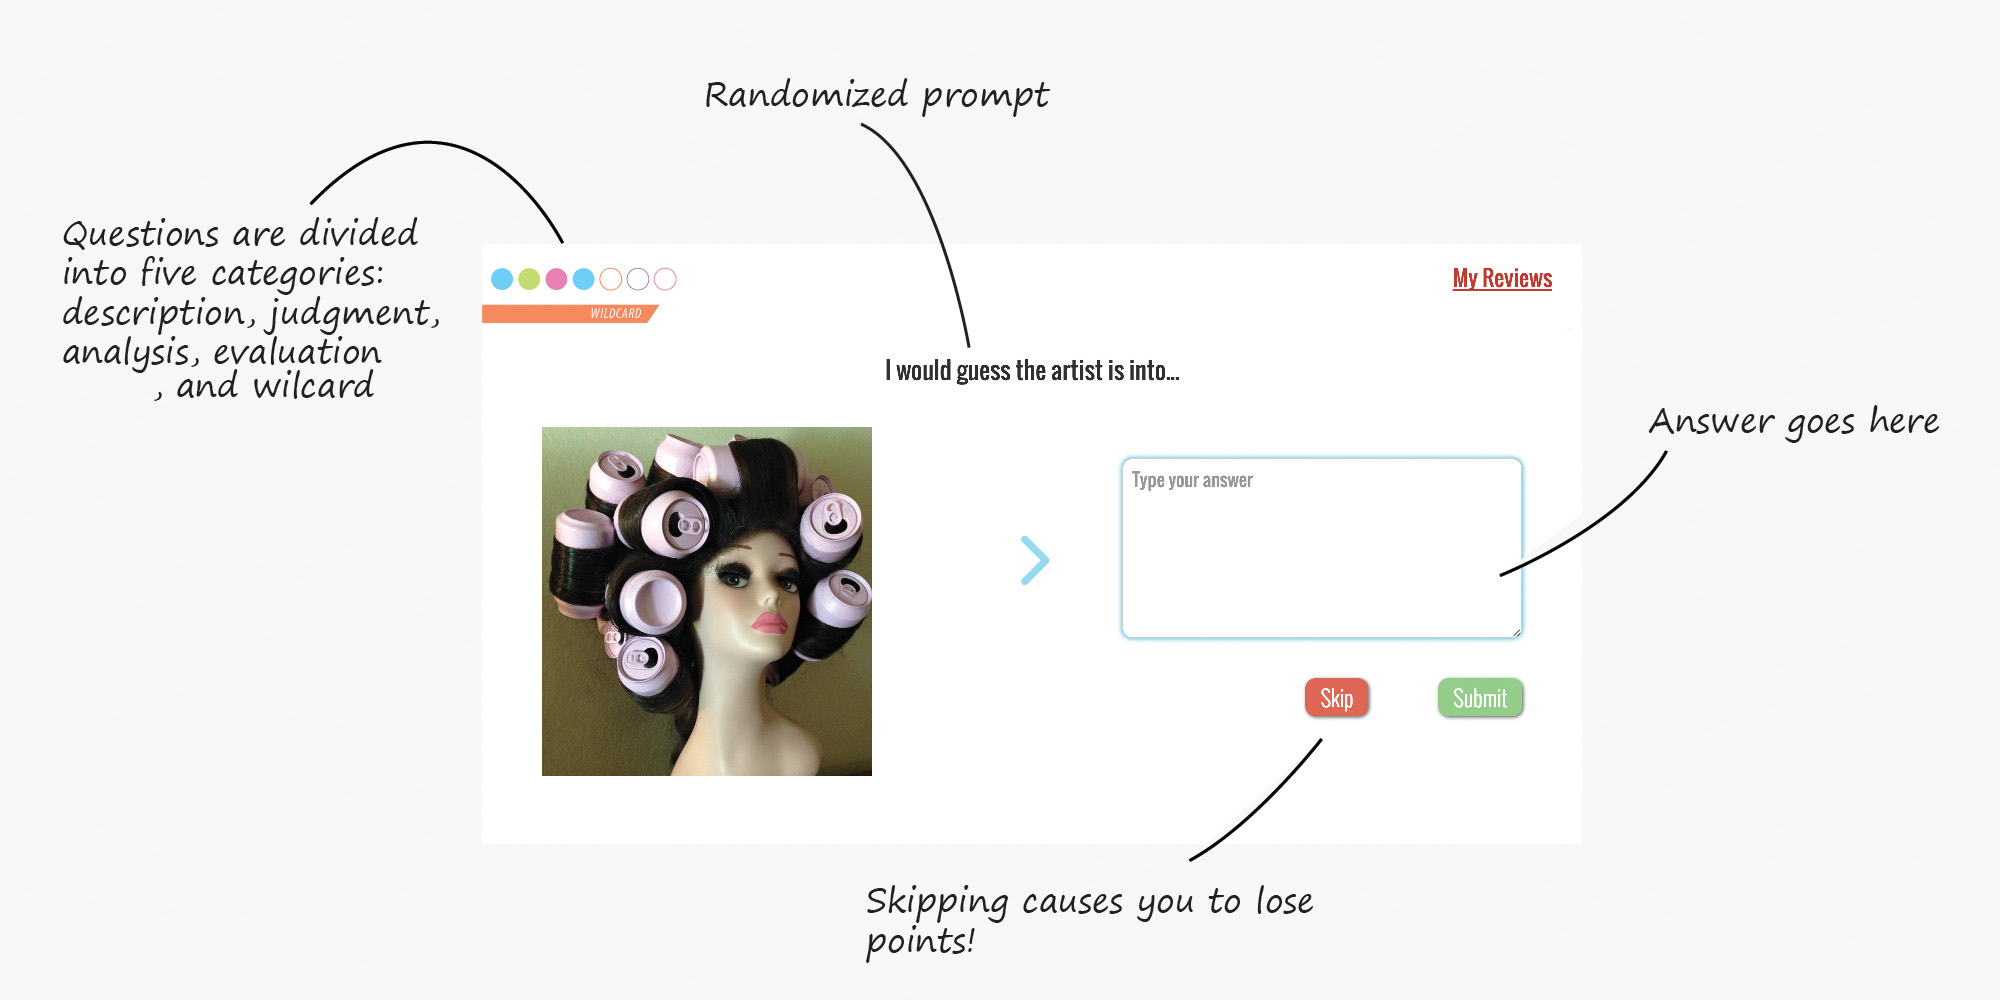 Randomized prompt
Questions are divided
into five categories:
description, judgment,
analysis, evaluation
, and wilcard
My Reviews
WILDCARD
I would guess the artist is into...
Answer goes here
Type your answer
Skip
Submit
Skipping causes you to lose
points!